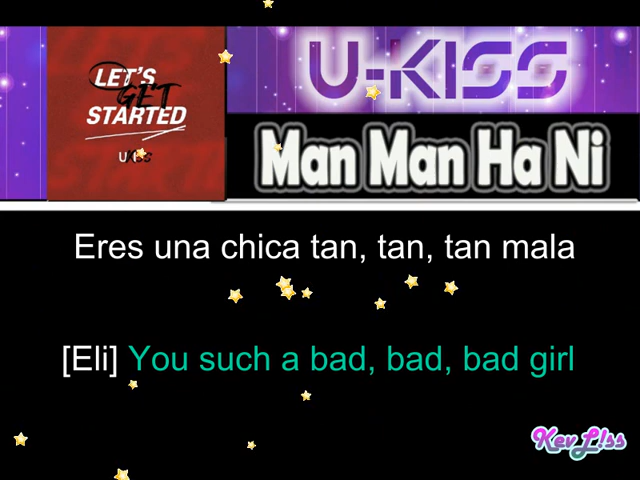 LET'S
GET
STARTED
UKISS
U-KISS
Man Man Ha Ni
Eres una chica tan, tan, tan mala
[Eli] You such a bad, bad, bad girl
KevL!ss